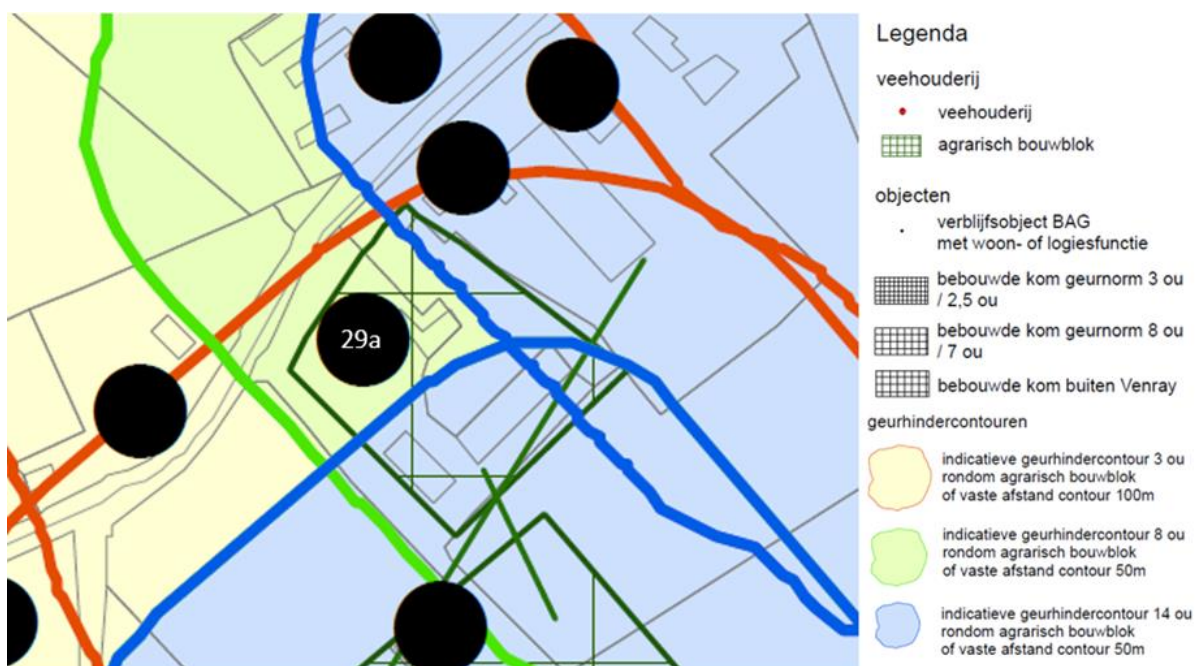 29a
Legenda
veehouderij
veehouderij
agrarisch bouwblok
objecten
verblijfsobject BAG
met woon- of logiesfunctie
bebouwde kom geurnorm 3 ou
/ 2,5 ou
bebouwde kom geurnorm 8 ou
/ 7 ou
bebouwde kom buiten Venray
geurhindercontouren
indicatieve geurhindercontour 3 ou
rondom agrarisch bouwblok
of vaste afstand contour 100m
indicatieve geurhindercontour 8 ou
rondom agrarisch bouwblok
of vaste afstand contour 50m
indicatieve geurhindercontour 14 ou
rondom agrarisch bouwblok
of vaste afstand contour 50m